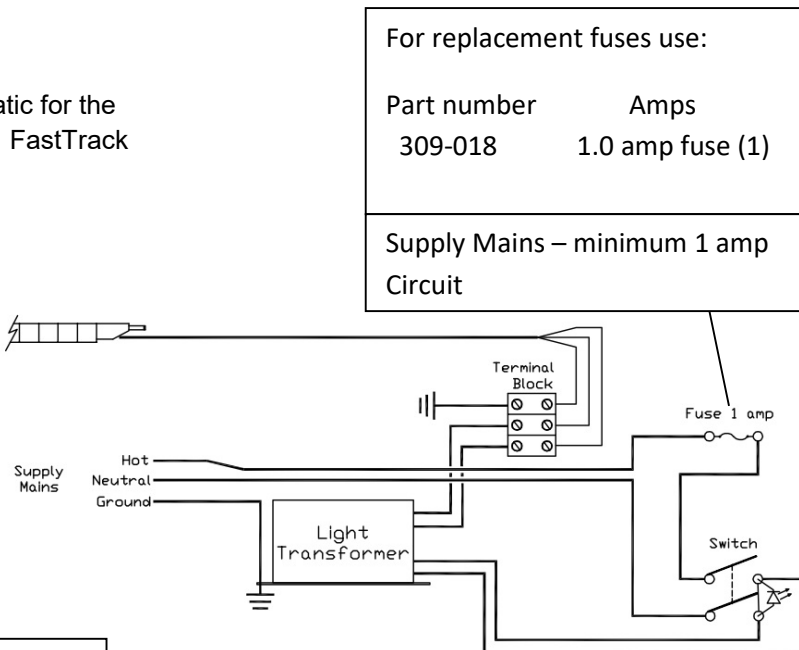 atic for the
FastTrack
For replacement fuses use:
Part number Amps
309-018 1.0 amp fuse (1)
Supply Mains – minimum 1 amp
Circuit
Terminal
Block
Fuse 1 amp
Supply
Mains
Hot
Neutral
Ground
Light
Transformer
Switch